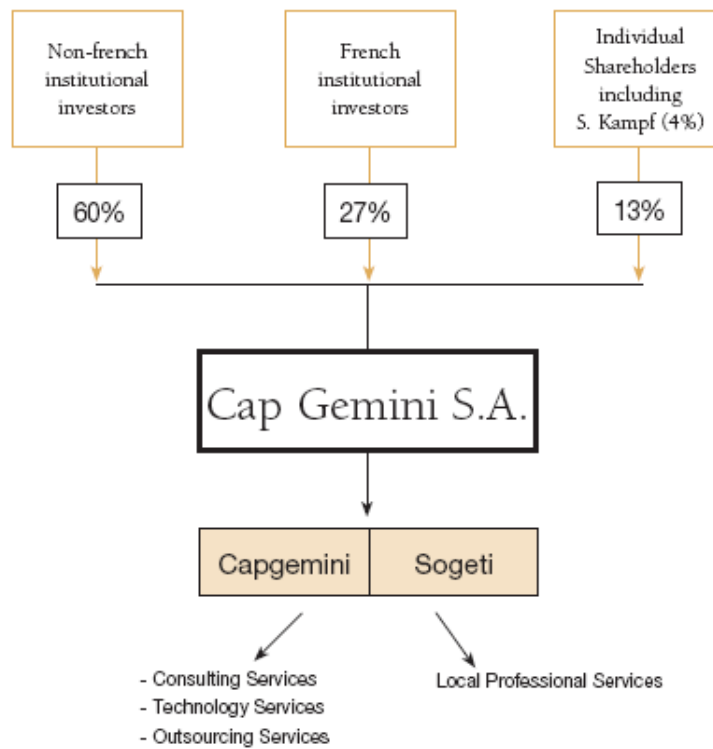 Non-french
institutional
investors
French
institutional
investors
Individual
Shareholders
including
S. Kampf (4%)
60%
27%
13%
Cap Gemini S.A.
Capgemini
Sogeti
- Consulting Services
- Technology Services
- Outsourcing Services
Local Professional Services